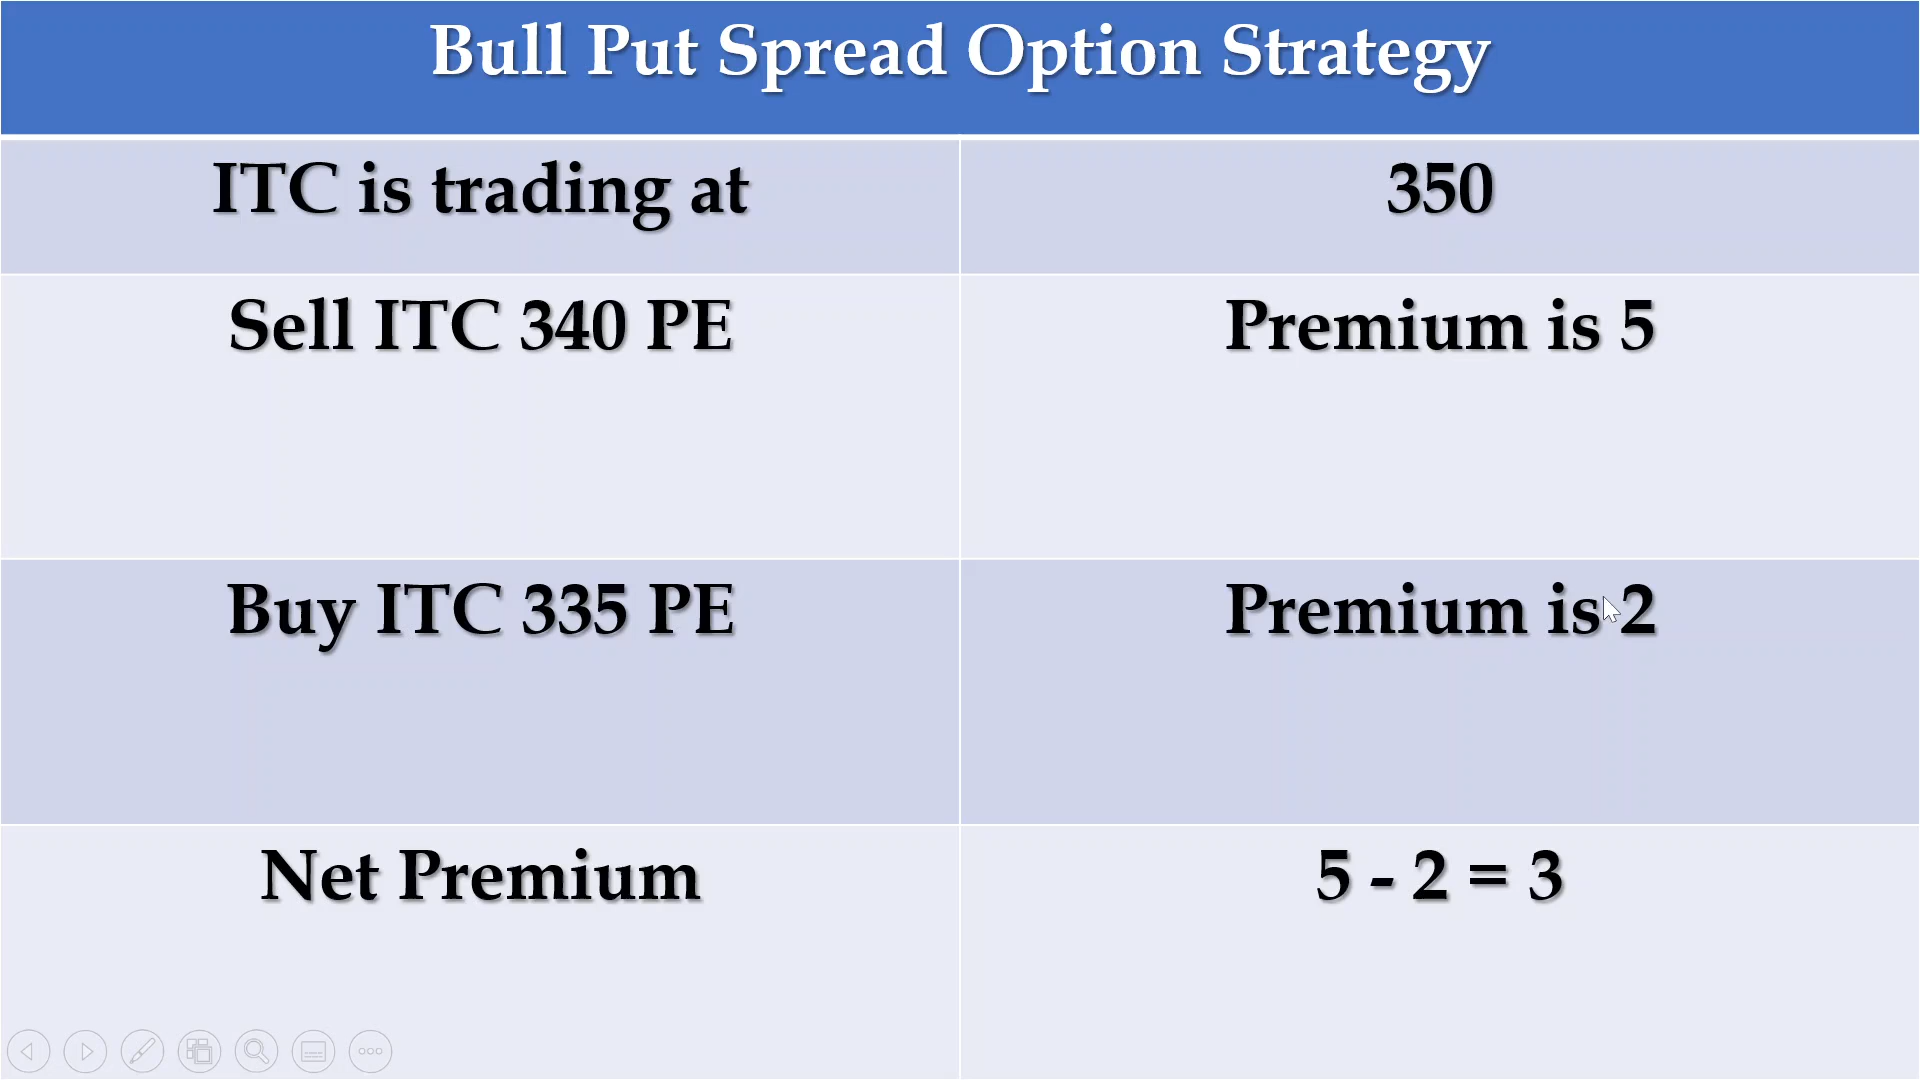 Bull Put Spread Option Strategy
ITC is trading at
350
Sell ITC 340 PE
Premium is 5
Buy ITC 335 PE
Premium is 2
Net Premium
5 - 2 = 3